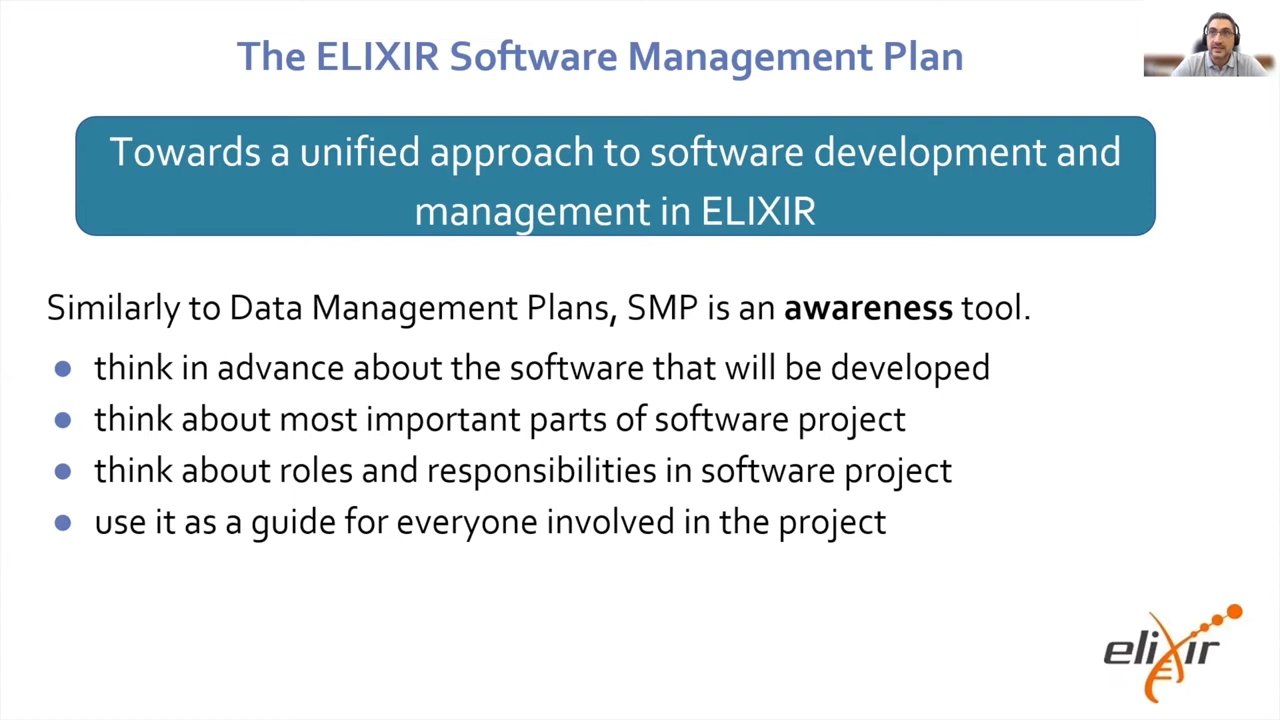 The ELIXIR Software Management Plan
Towards a unified approach to software development and
management in ELIXIR
Similarly to Data Management Plans, SMP is an awareness tool.
● think in advance about the software that will be developed
● think about most important parts of software project
● think about roles and responsibilities in software project
● use it as a guide for everyone involved in the project
elixir